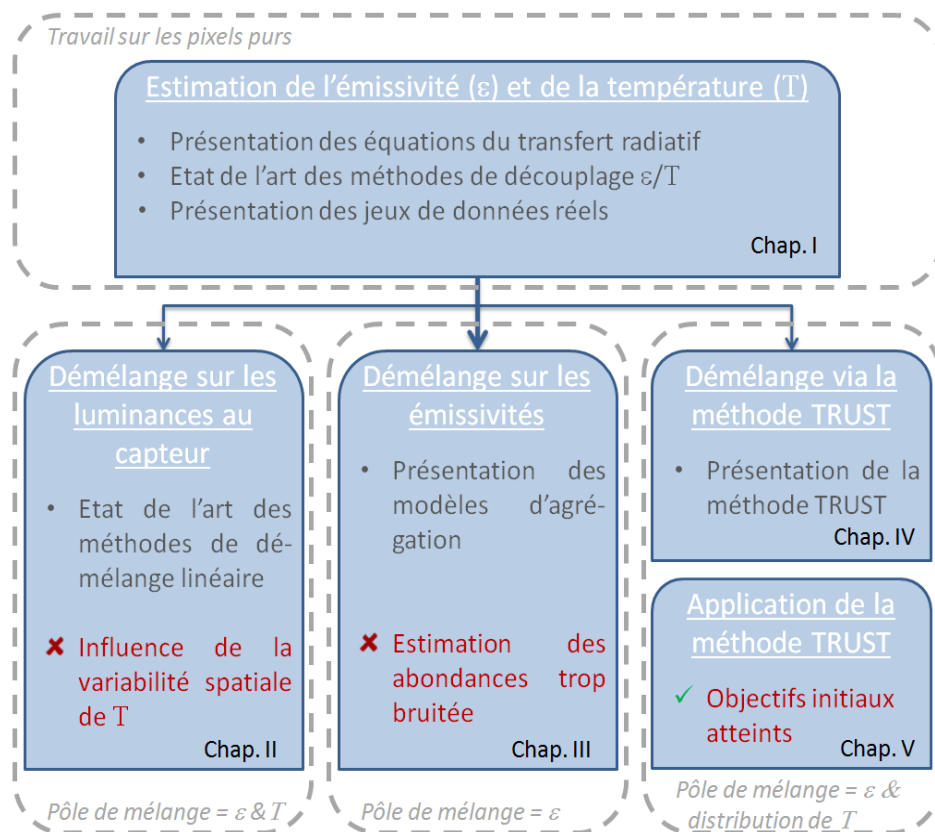 Travail sur les pixels purs
Estimation de l'émissivité (ε) et de la température (T)
• Présentation des équations du transfert radiatif
• Etat de l'art des méthodes de découplage ε/T
• Présentation des jeux de données réels
Chap. I
Démélange sur les
luminances au
capteur
• Etat de l'art des
méthodes de dé-
mélange linéaire
✘ Influence de la
variabilité spatiale
de T
Chap. II
Pôle de mélange = ε & T
Démélange sur les
émissivités
• Présentation des
modèles d'agré-
gation
✘ Estimation des
abondances trop
bruitée
Chap. III
Pôle de mélange = ε
Démélange via la
méthode TRUST
• Présentation de la
méthode TRUST
Chap. IV
Application de la
méthode TRUST
✓ Objectifs initiaux
atteints
Chap. V
Pôle de mélange = ε &
distribution de T